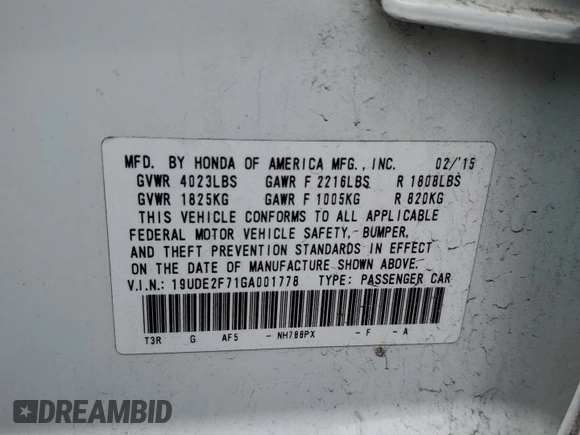 MFD. BY HONDA OF AMERICA MFG., INC. 02/'15
GVWR 4023LBS GAWR F 2216LBS R 1808LBS
GVWR 1825KG GAWR F 1005KG R 820KG
THIS VEHICLE CONFORMS TO ALL APPLICABLE
FEDERAL MOTOR VEHICLE SAFETY, BUMPER,
AND THEFT PREVENTION STANDARDS IN EFFECT
ON THE DATE OF MANUFACTURE SHOWN ABOVE.
V.I.N.: 19UDE2F71GA001778 TYPE: PASSENGER CAR
T3R G AF5 - NH788PX - F - A
DREAMBID